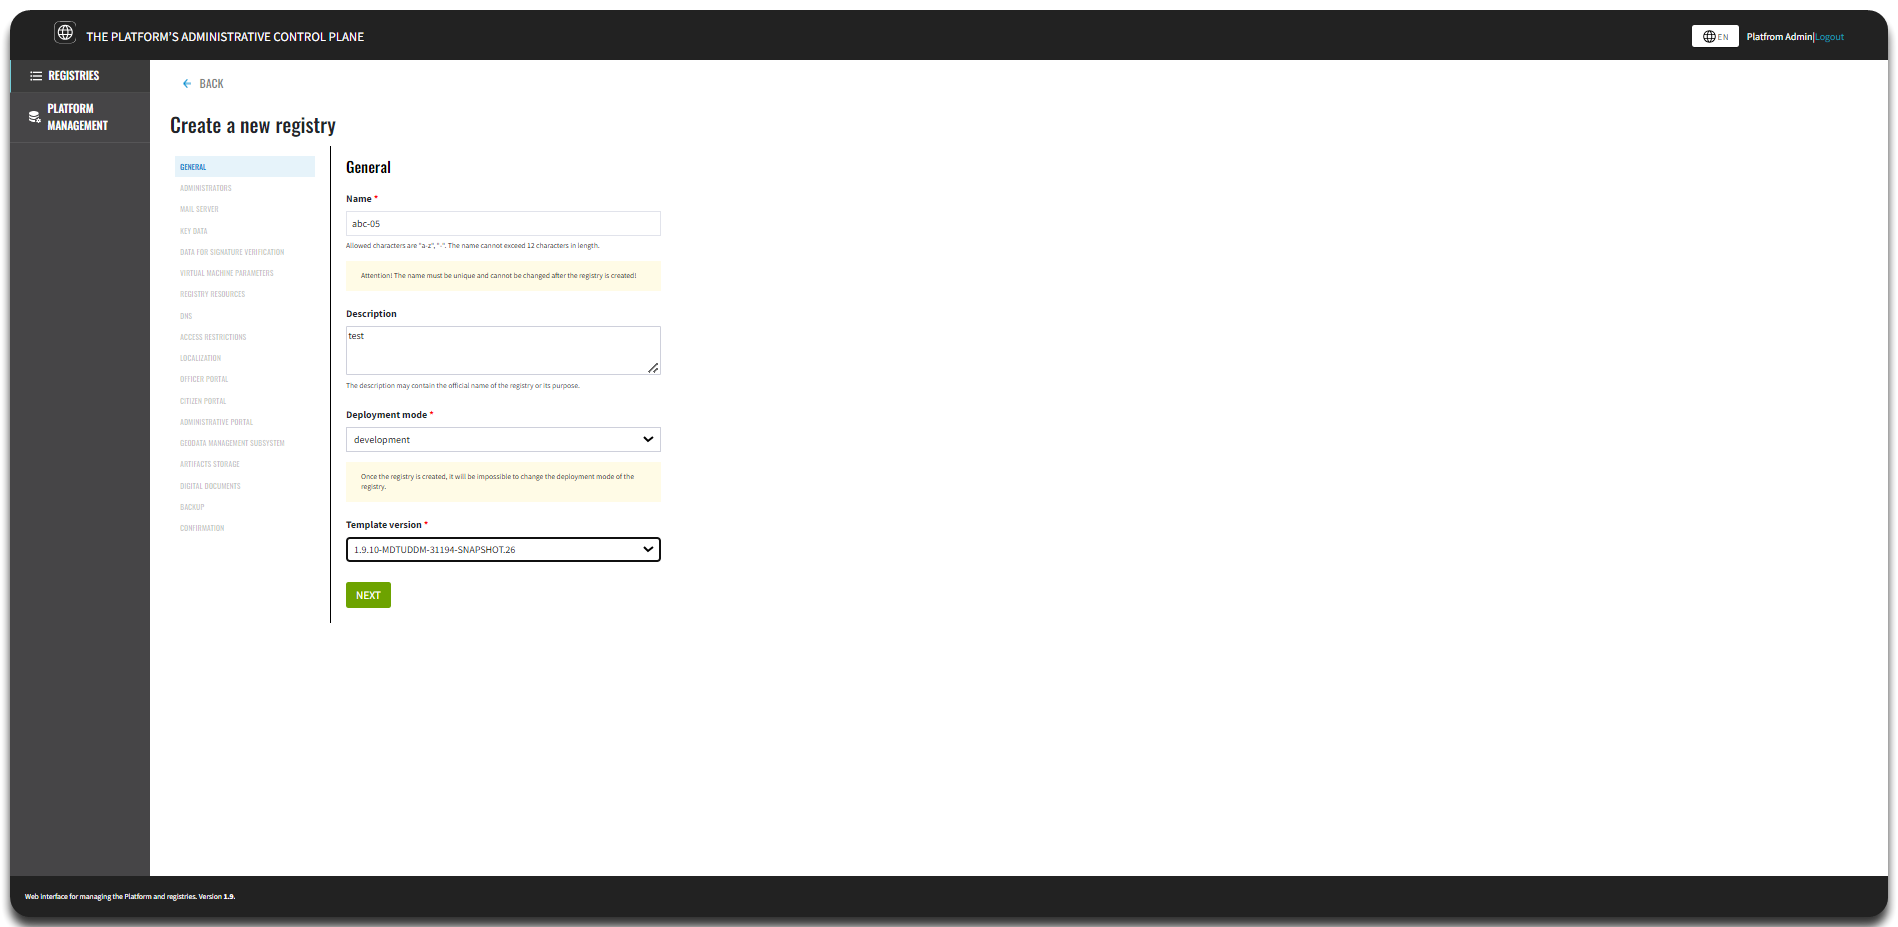 THE PLATFORM'S ADMINISTRATIVE CONTROL PLANE
EN
Platfrom Admin|Logout
REGISTRIES
PLATFORM
MANAGEMENT
BACK
Create a new registry
GENERAL
ADMINISTRATORS
MAIL SERVER
KEY DATA
DATA FOR SIGNATURE VERIFICATION
VIRTUAL MACHINE PARAMETERS
REGISTRY RESOURCES
DNS
ACCESS RESTRICTIONS
LOCALIZATION
OFFICER PORTAL
CITIZEN PORTAL
ADMINISTRATIVE PORTAL
GEODATA MANAGEMENT SUBSYSTEM
ARTIFACTS STORAGE
DIGITAL DOCUMENTS
BACKUP
CONFIRMATION
General
Name *
abc-05
Allowed characters are "a-z", "-". The name cannot exceed 12 characters in length.
Attention! The name must be unique and cannot be changed after the registry is created!
Description
test
The description may contain the official name of the registry or its purpose.
Deployment mode *
development
Once the registry is created, it will be impossible to change the deployment mode of the
registry.
Template version *
1.9.10-MDTUDDM-31194-SNAPSHOT.26
NEXT
Web interface for managing the Platform and registries. Version 1.9.